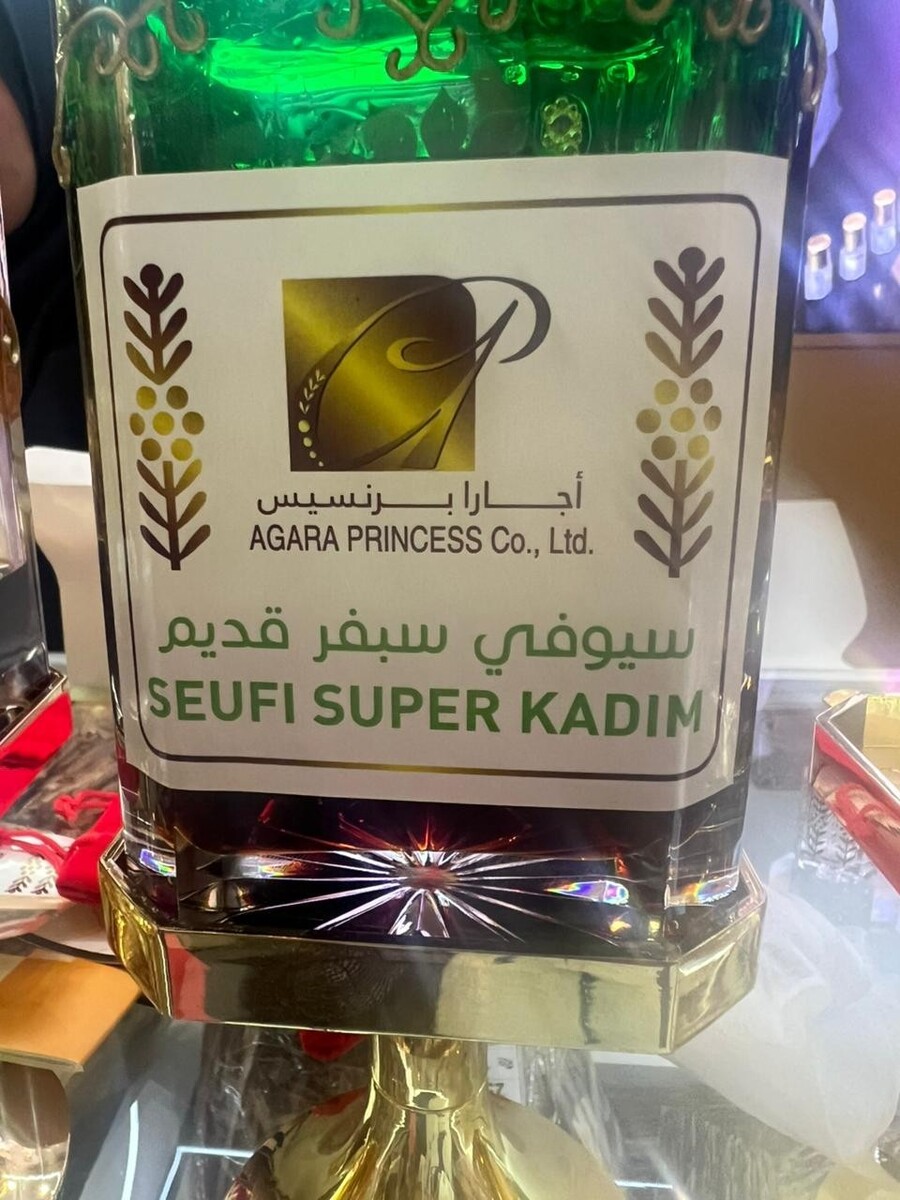 أجارا برنسيس
AGARA PRINCESS Co., Ltd.
سيوفي سبفر قديم
SEUFI SUPER KADIM